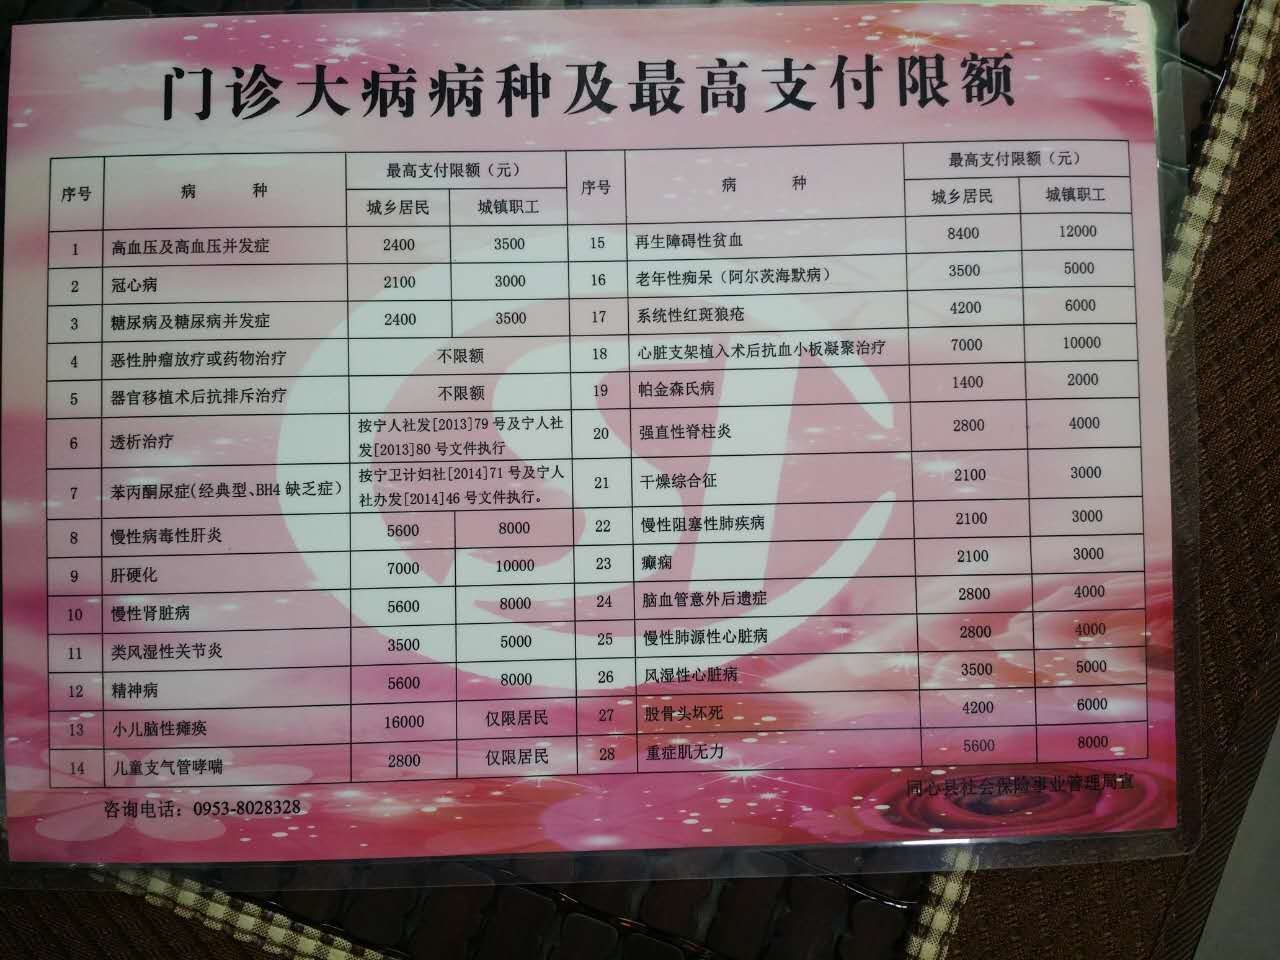 门诊大病病种及最高支付限额
序号 病 种 最高支付限额（元） 序号 病 种 最高支付限额（元）
城乡居民 城镇职工 城乡居民 城镇职工
1 高血压及高血压并发症 2400 3500 15 再生障碍性贫血 8400 12000
2 冠心病 2100 3000 16 老年性痴呆（阿尔茨海默病） 3500 5000
3 糖尿病及糖尿病并发症 2400 3500 17 系统性红斑狼疮 4200 6000
4 恶性肿瘤放疗或药物治疗 不限额 18 心脏支架植入术后抗血小板凝聚治疗 7000 10000
5 器官移植术后抗排斥治疗 不限额 19 帕金森氏病 1400 2000
6 透析治疗 按宁人社发[2013]79 号及宁人社
发[2013]80 号文件执行 20 强直性脊柱炎 2800 4000
7 苯丙酮尿症(经典型、BH4 缺乏症) 按宁卫计妇社[2014]71 号及宁人
社办发[2014]46 号文件执行。 21 干燥综合征 2100 3000
8 慢性病毒性肝炎 5600 8000 22 慢性阻塞性肺疾病 2100 3000
9 肝硬化 7000 10000 23 癫痫 2100 3000
10 慢性肾脏病 5600 8000 24 脑血管意外后遗症 2800 4000
11 类风湿性关节炎 3500 5000 25 慢性肺源性心脏病 2800 4000
12 精神病 5600 8000 26 风湿性心脏病 3500 5000
13 小儿脑性瘫痪 16000 仅限居民 27 股骨头坏死 4200 6000
14 儿童支气管哮喘 2800 仅限居民 28 重症肌无力 5600 8000
咨询电话：0953-8028328
同心县社会保险事业管理局宣